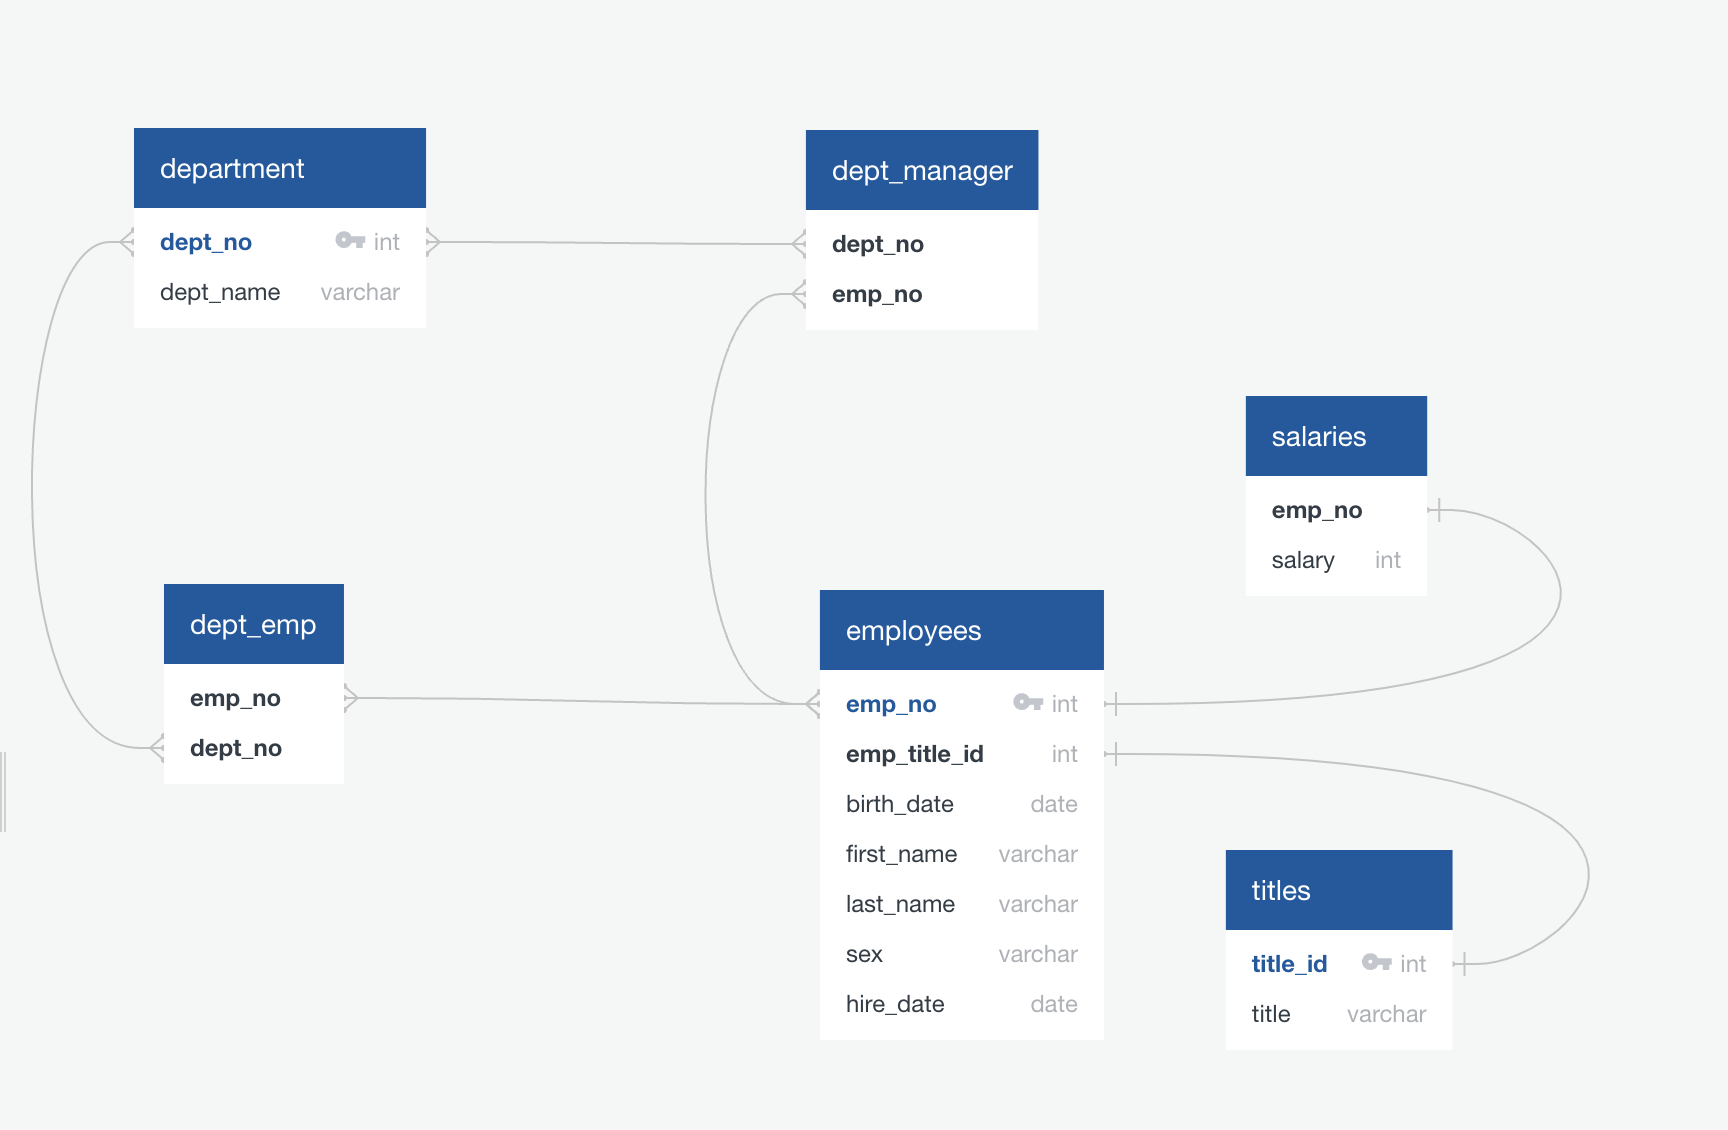 department
dept_no int
dept_name varchar
dept_manager
dept_no
emp_no
salaries
emp_no
salary int
dept_emp
emp_no
dept_no
employees
emp_no int
emp_title_id int
birth_date date
first_name varchar
last_name varchar
sex varchar
hire_date date
titles
title_id int
title varchar